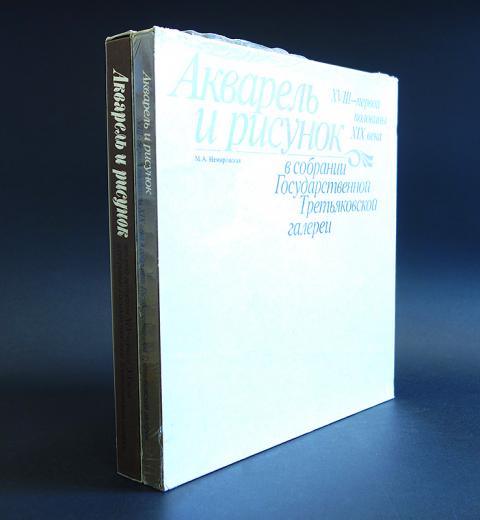 Акварель
и рисунок
XVIII—первой
половины
XIX века
М. А. Немировская
в собрании
Государственной
Третьяковской
галереи
Акварель и рисунок
Акварель и рисунок